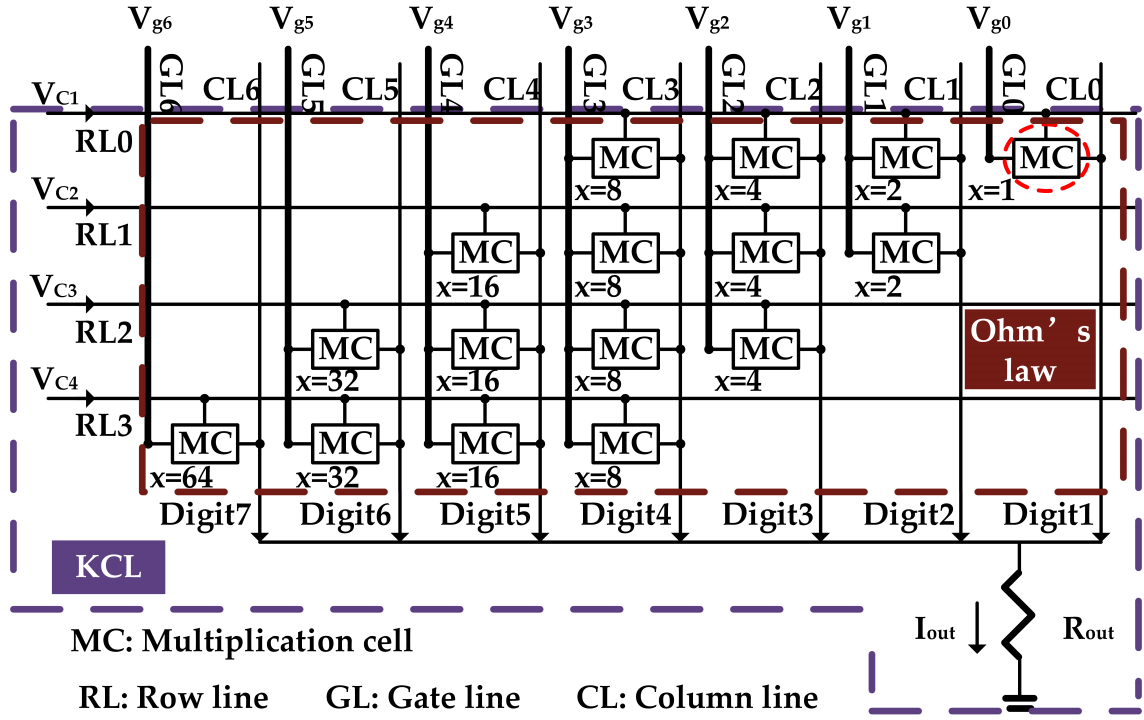 Vg6 Vg5 Vg4 Vg3 Vg2 Vg1 Vg0
GL6 CL6 GL5 CL5 GL4 CL4 GL3 CL3 GL2 CL2 GL1 CL1 GL0 CL0
VC1
RL0
MC MC MC MC
x=8 x=4 x=2 x=1
VC2
RL1
MC MC MC MC
x=16 x=8 x=4 x=2
VC3
RL2
MC MC MC MC
x=32 x=16 x=8 x=4
Ohm's
law
VC4
RL3
MC MC MC MC
x=64 x=32 x=16 x=8
Digit7 Digit6 Digit5 Digit4 Digit3 Digit2 Digit1
KCL
Iout Rout
MC: Multiplication cell
RL: Row line GL: Gate line CL: Column line